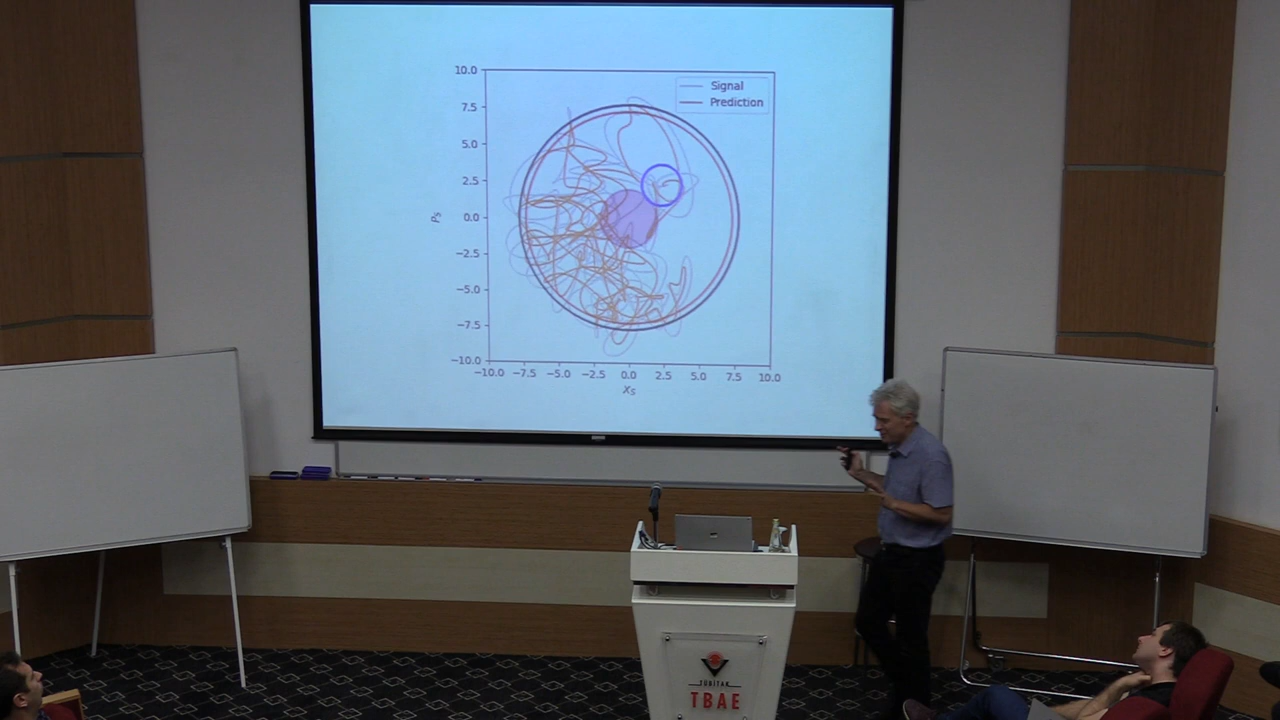 10.0
7.5
5.0
2.5
0.0
−2.5
−5.0
−7.5
−10.0
PS
Signal
Prediction
−10.0 −7.5 −5.0 −2.5 0.0 2.5 5.0 7.5 10.0
XS
TÜBİTAK
TBAE